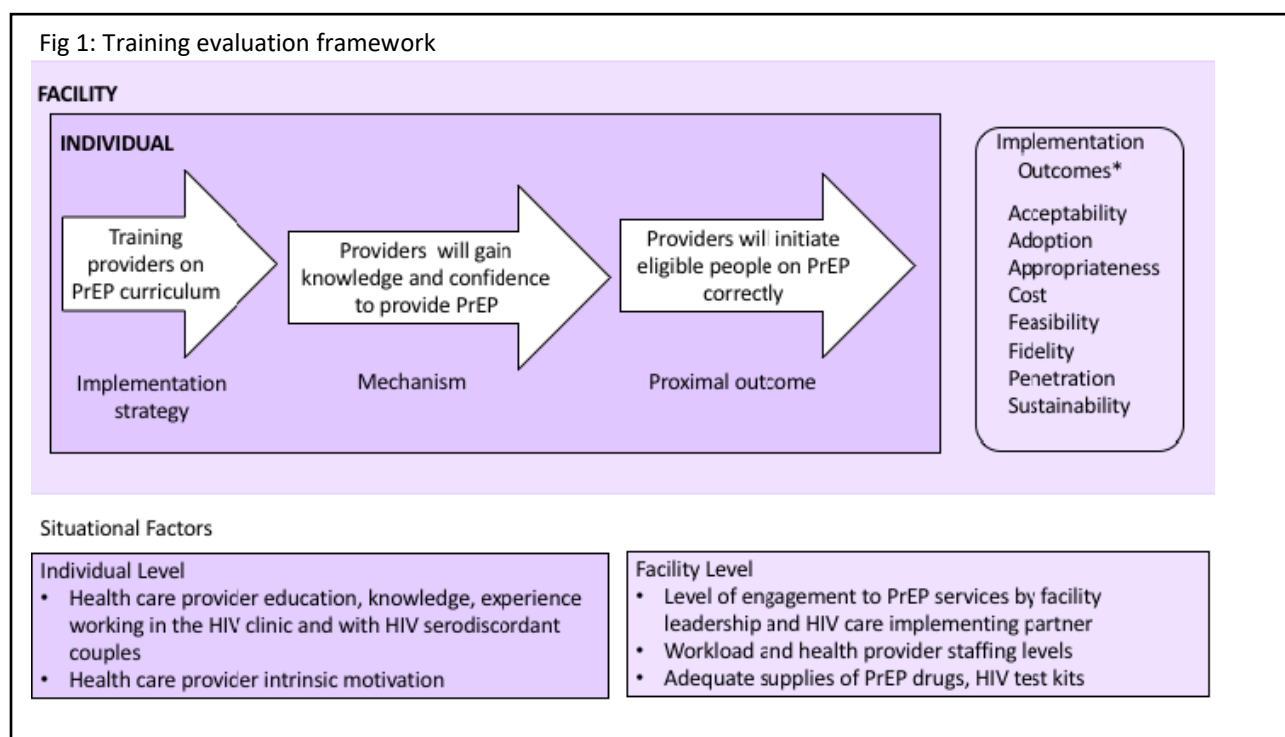 Fig 1: Training evaluation framework
FACILITY
INDIVIDUAL
Training
providers on
PrEP curriculum
Implementation
strategy
Providers will gain
knowledge and confidence
to provide PrEP
Mechanism
Providers will initiate
eligible people on PrEP
correctly
Proximal outcome
Implementation
Outcomes*
Acceptability
Adoption
Appropriateness
Cost
Feasibility
Fidelity
Penetration
Sustainability
Situational Factors
Individual Level
• Health care provider education, knowledge, experience
working in the HIV clinic and with HIV serodiscordant
couples
• Health care provider intrinsic motivation
Facility Level
• Level of engagement to PrEP services by facility
leadership and HIV care implementing partner
• Workload and health provider staffing levels
• Adequate supplies of PrEP drugs, HIV test kits